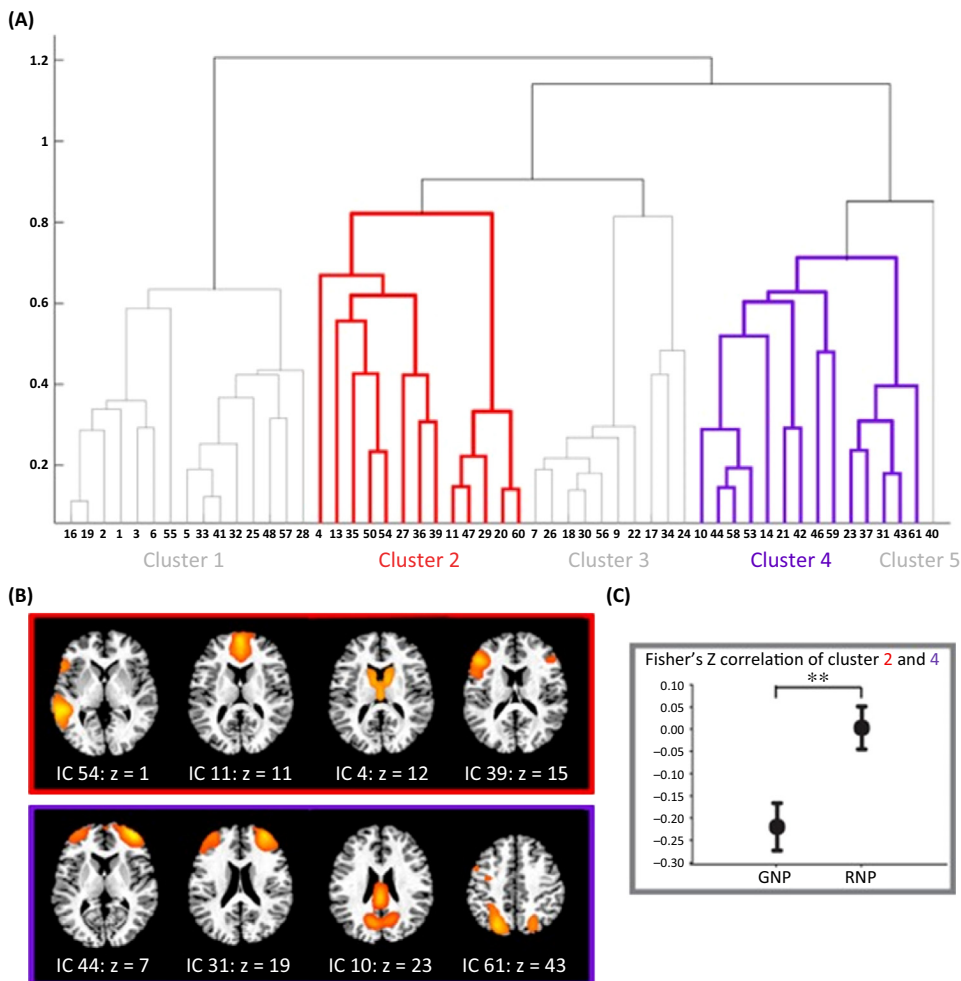 (A)
1.2
1
0.8
0.6
0.4
0.2
16 19 2 1 3 6 55 5 33 41 32 25 48 57 28 4 13 35 50 54 27 36 39 11 47 29 20 60 7 26 18 30 56 9 22 17 34 24 10 44 58 53 14 21 42 46 59 23 37 31 43 61 40
Cluster 1 Cluster 2 Cluster 3 Cluster 4 Cluster 5
(B)
IC 54: z = 1 IC 11: z = 11 IC 4: z = 12 IC 39: z = 15
IC 44: z = 7 IC 31: z = 19 IC 10: z = 23 IC 61: z = 43
(C)
Fisher's Z correlation of cluster 2 and 4
**
0.10
0.05
0.00
−0.05
−0.10
−0.15
−0.20
−0.25
−0.30
GNP RNP